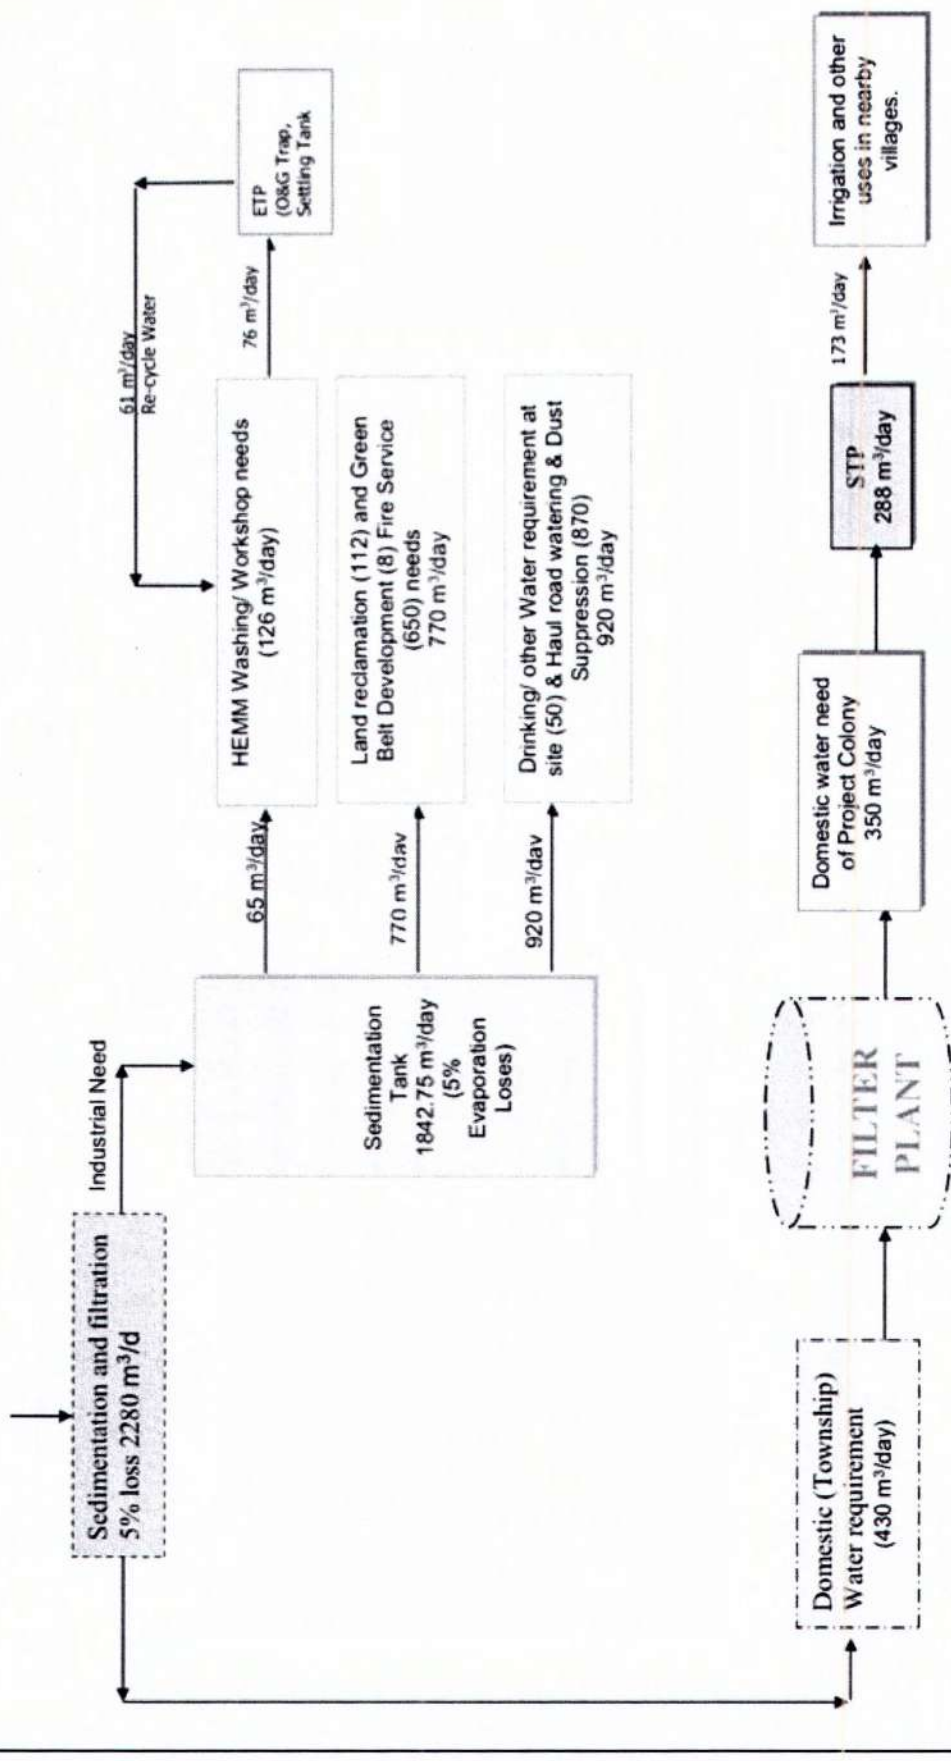 Sedimentation and filtration
5% loss 2280 m³/d
Industrial Need
Sedimentation
Tank
1842.75 m³/day
(5%
Evaporation
Loses)
65 m³/day
770 m³/dav
920 m³/dav
HEMM Washing/ Workshop needs
(126 m³/day)
Land reclamation (112) and Green
Belt Development (8) Fire Service
(650) needs
770 m³/day
Drinking/ other Water requirement at
site (50) & Haul road watering & Dust
Suppression (870)
920 m³/day
61 m³/day
Re-cycle Water
76 m³/day
ETP
(O&G Trap,
Settling Tank
Domestic (Township)
Water requirement
(430 m³/day)
FILTER
PLANT
Domestic water need
of Project Colony
350 m³/day
STP
288 m³/day
173 m³/day
Irrigation and other
uses in nearby
villages.